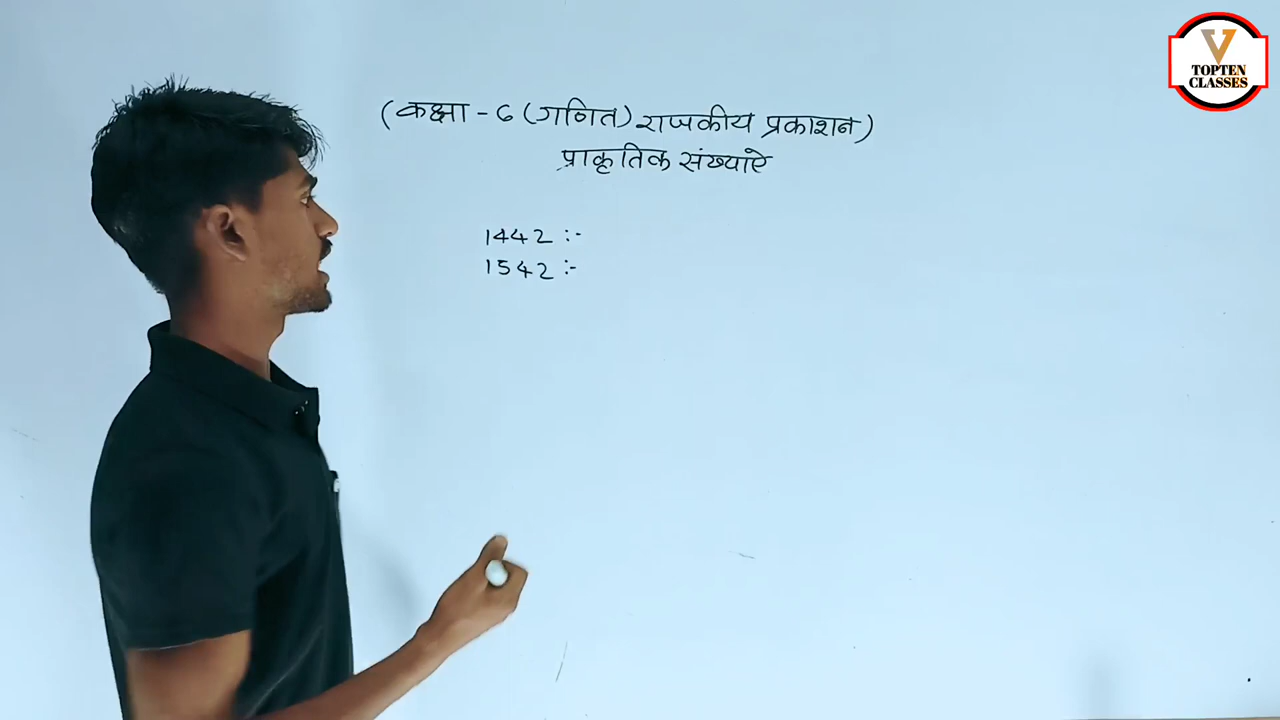 V
TOPTEN
CLASSES
(कक्षा - 6 (गणित) राजकीय प्रकाशन)
प्राकृतिक संख्याऐ
1442 :-
1542 :-